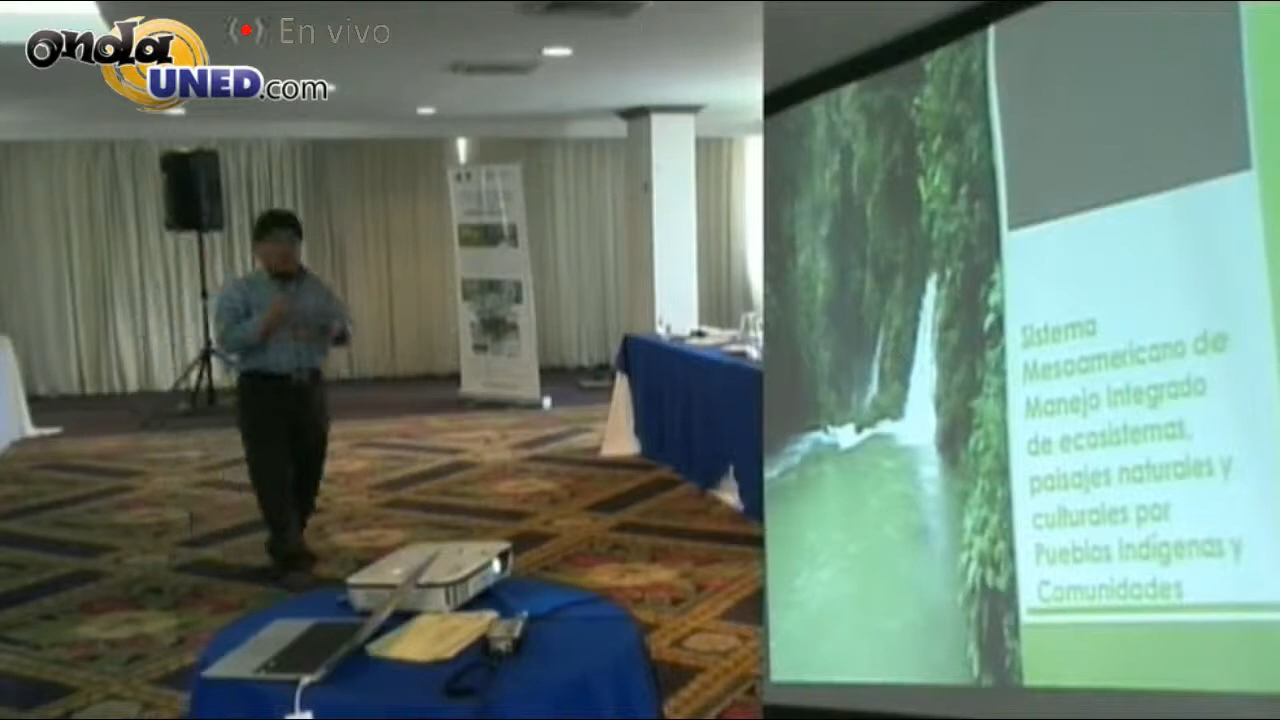 onda
UNED.com
En vivo
Sistema
Mesoamericano de
Manejo Integrado
de ecosistemas,
paisajes naturales y
culturales por
Pueblos Indígenas y
Comunidades